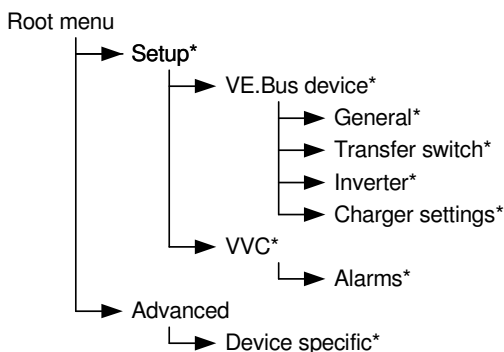 Root menu
Setup*
VE.Bus device*
General*
Transfer switch*
Inverter*
Charger settings*
VVC*
Alarms*
Advanced
Device specific*